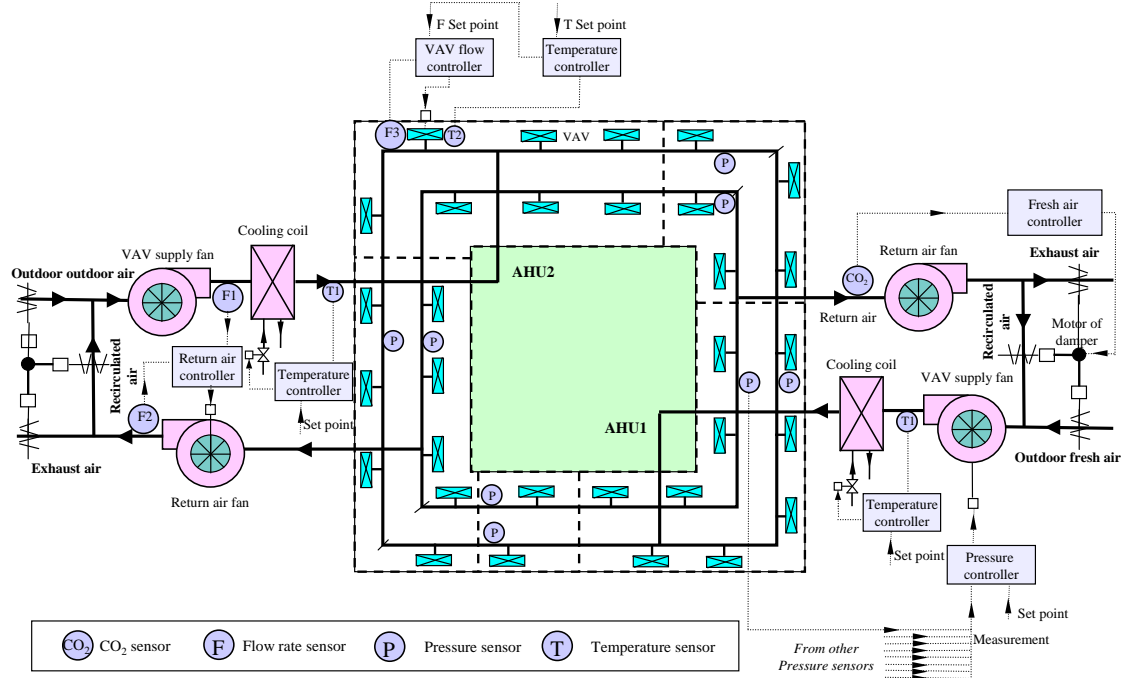 F Set point
T Set point
VAV flow
controller
Temperature
controller
F3
T2
VAV
P
P
Fresh air
controller
Cooling coil
VAV supply fan
Return air fan
Exhaust air
Outdoor outdoor air
AHU2
CO2
F1
T1
Return air
Recirculated
air
Motor of
damper
Recirculated
air
Return air
controller
P
P
Temperature
controller
Cooling coil
VAV supply fan
P
P
F2
Set point
AHU1
T1
Exhaust air
Outdoor fresh air
Return air fan
P
P
Temperature
controller
Set point
Pressure
controller
Set point
Measurement
From other
Pressure sensors
CO2
CO2 sensor
F
Flow rate sensor
P
Pressure sensor
T
Temperature sensor